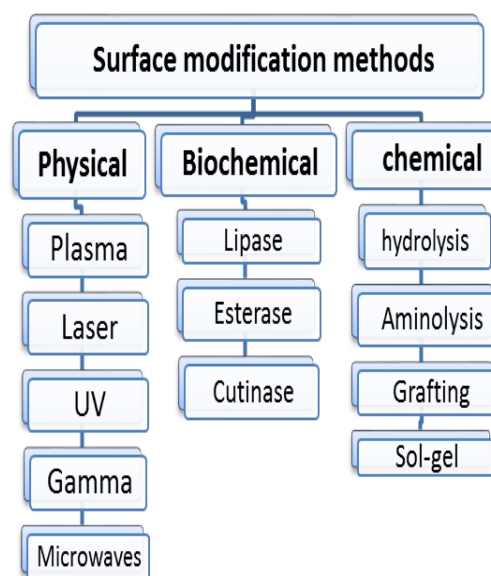 Surface modification methods
Physical
Plasma
Laser
UV
Gamma
Microwaves
Biochemical
Lipase
Esterase
Cutinase
chemical
hydrolysis
Aminolysis
Grafting
Sol-gel